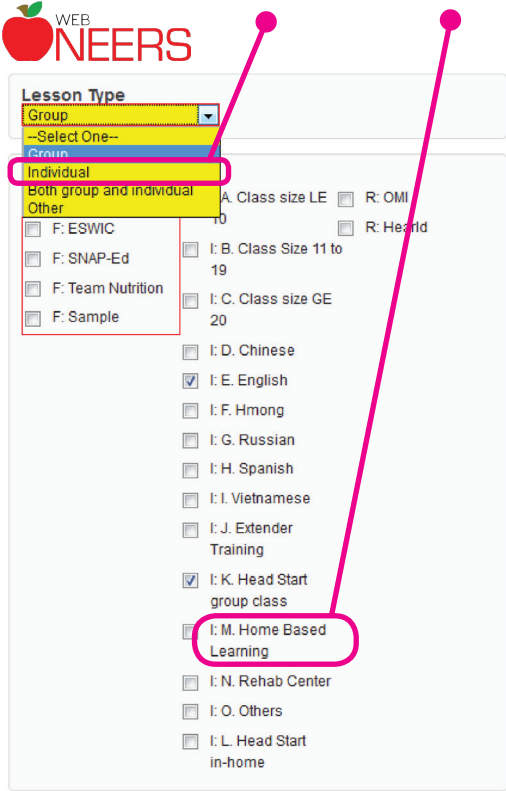 WEB
NEERS
Lesson Type
Group
--Select One--
Group
Individual
Both group and individual
Other
F: ESWIC
F: SNAP-Ed
F: Team Nutrition
F: Sample
A. Class size LE
10
I: B. Class Size 11 to
19
I: C. Class size GE
20
I: D. Chinese
I: E. English
I: F. Hmong
I: G. Russian
I: H. Spanish
I: I. Vietnamese
I: J. Extender
Training
I: K. Head Start
group class
I: M. Home Based
Learning
I: N. Rehab Center
I: O. Others
I: L. Head Start
in-home
R: OMI
R: HearId